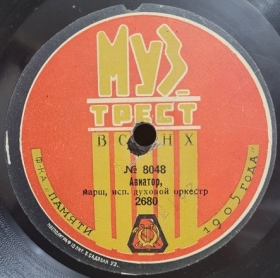 МУЗ
ТРЕСТ
ВСНХ
№ 8048
Авиатор,
марш, исп. духовой оркестр
2680
Ф-КА „ПАМЯТИ
1905 ГОДА"